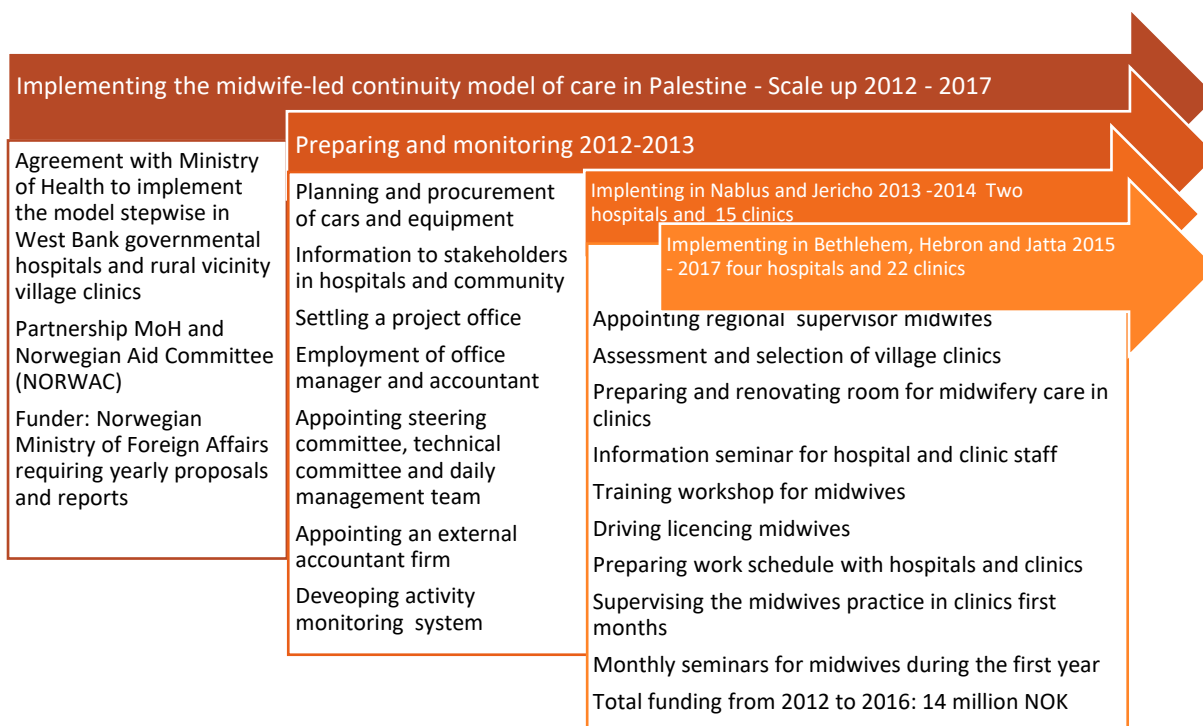 Implementing the midwife-led continuity model of care in Palestine - Scale up 2012 - 2017
Agreement with Ministry
of Health to implement
the model stepwise in
West Bank governmental
hospitals and rural vicinity
village clinics
Partnership MoH and
Norwegian Aid Committee
(NORWAC)
Funder: Norwegian
Ministry of Foreign Affairs
requiring yearly proposals
and reports
Preparing and monitoring 2012-2013
Planning and procurement
of cars and equipment
Information to stakeholders
in hospitals and community
Settling a project office
Employment of office
manager and accountant
Appointing steering
committee, technical
committee and daily
management team
Appointing an external
accountant firm
Deveoping activity
monitoring system
Implenting in Nablus and Jericho 2013 -2014 Two
hospitals and 15 clinics
Implementing in Bethlehem, Hebron and Jatta 2015
- 2017 four hospitals and 22 clinics
Appointing regional supervisor midwifes
Assessment and selection of village clinics
Preparing and renovating room for midwifery care in
clinics
Information seminar for hospital and clinic staff
Training workshop for midwives
Driving licencing midwives
Preparing work schedule with hospitals and clinics
Supervising the midwives practice in clinics first
months
Monthly seminars for midwives during the first year
Total funding from 2012 to 2016: 14 million NOK